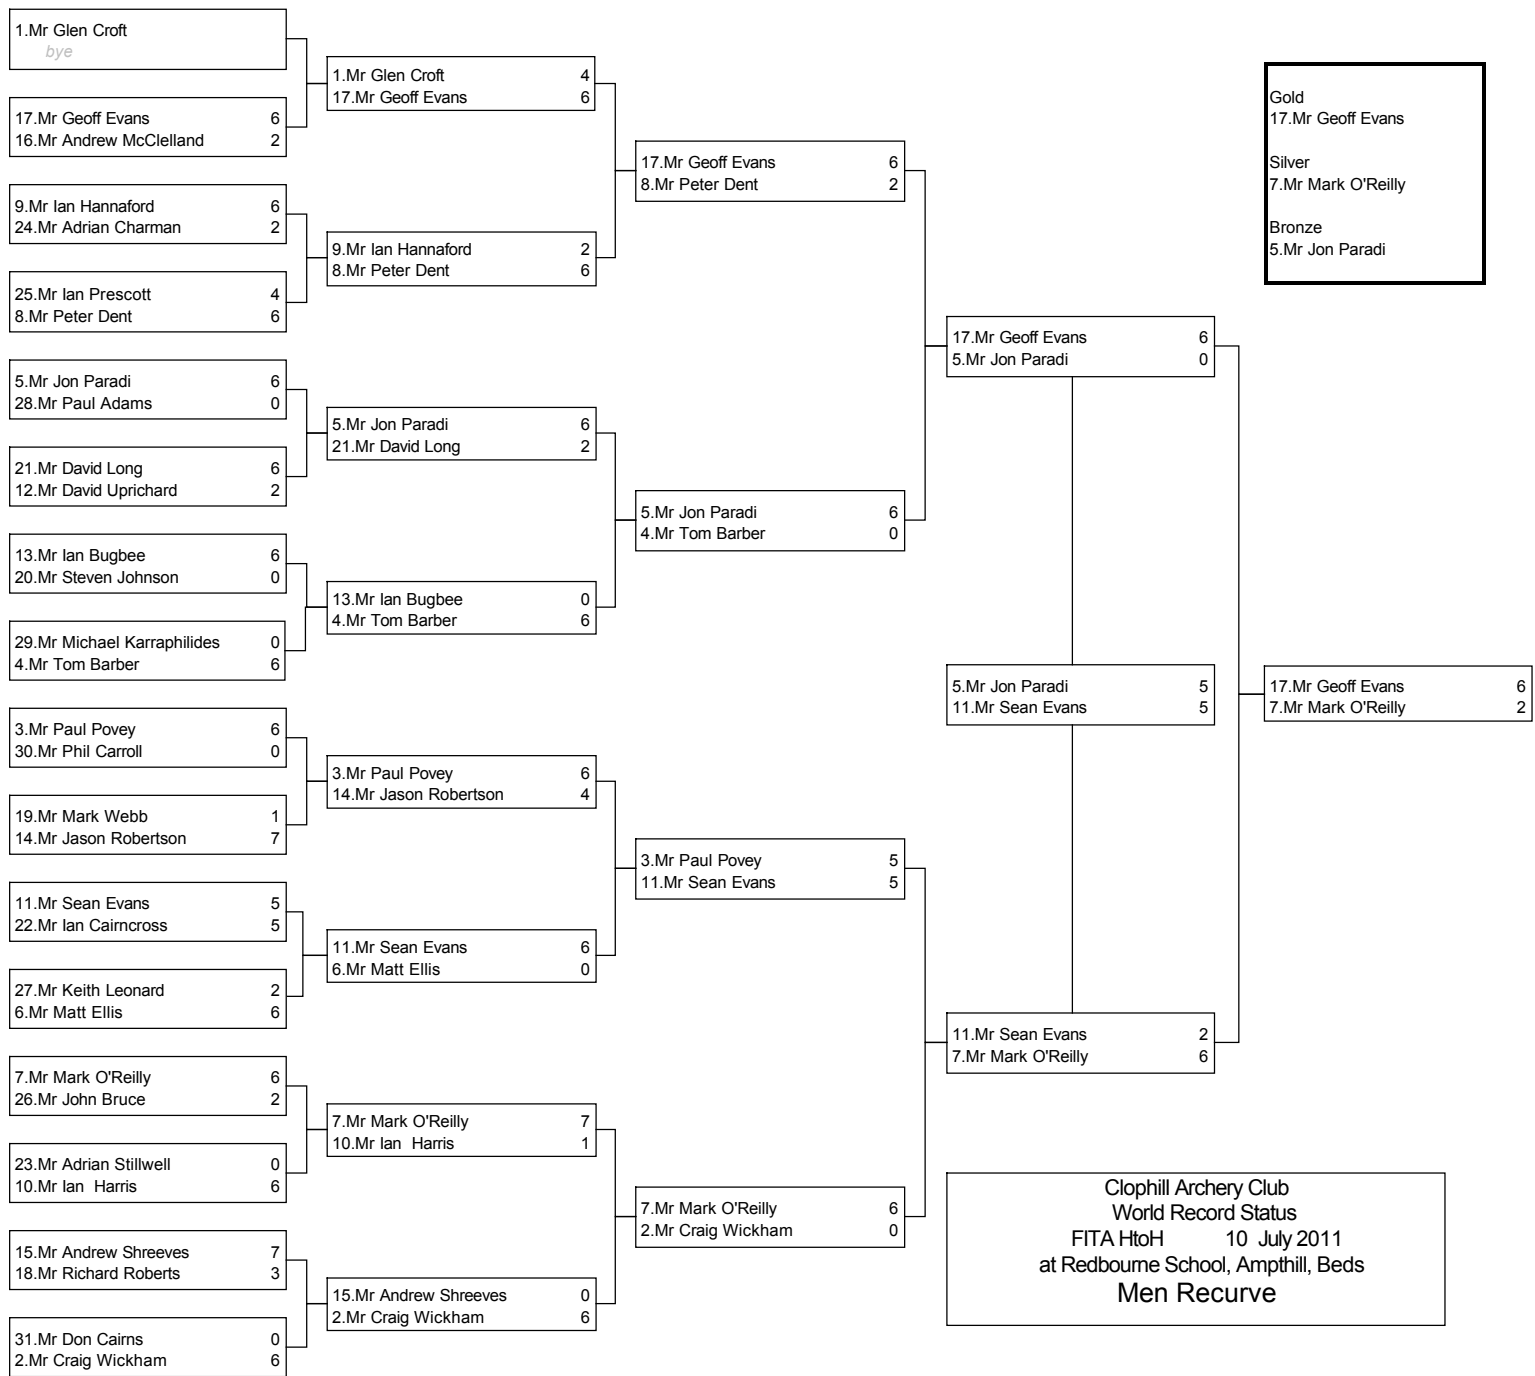 1.Mr Glen Croft
bye
17.Mr Geoff Evans 6
16.Mr Andrew McClelland 2
9.Mr Ian Hannaford 6
24.Mr Adrian Charman 2
25.Mr Ian Prescott 4
8.Mr Peter Dent 6
5.Mr Jon Paradi 6
28.Mr Paul Adams 0
21.Mr David Long 6
12.Mr David Uprichard 2
13.Mr Ian Bugbee 6
20.Mr Steven Johnson 0
29.Mr Michael Karraphilides 0
4.Mr Tom Barber 6
3.Mr Paul Povey 6
30.Mr Phil Carroll 0
19.Mr Mark Webb 1
14.Mr Jason Robertson 7
11.Mr Sean Evans 5
22.Mr Ian Cairncross 5
27.Mr Keith Leonard 2
6.Mr Matt Ellis 6
7.Mr Mark O'Reilly 6
26.Mr John Bruce 2
23.Mr Adrian Stillwell 0
10.Mr Ian  Harris 6
15.Mr Andrew Shreeves 7
18.Mr Richard Roberts 3
31.Mr Don Cairns 0
2.Mr Craig Wickham 6
1.Mr Glen Croft 4
17.Mr Geoff Evans 6
9.Mr Ian Hannaford 2
8.Mr Peter Dent 6
5.Mr Jon Paradi 6
21.Mr David Long 2
13.Mr Ian Bugbee 0
4.Mr Tom Barber 6
3.Mr Paul Povey 6
14.Mr Jason Robertson 4
11.Mr Sean Evans 6
6.Mr Matt Ellis 0
7.Mr Mark O'Reilly 7
10.Mr Ian  Harris 1
15.Mr Andrew Shreeves 0
2.Mr Craig Wickham 6
17.Mr Geoff Evans 6
8.Mr Peter Dent 2
5.Mr Jon Paradi 6
4.Mr Tom Barber 0
3.Mr Paul Povey 5
11.Mr Sean Evans 5
7.Mr Mark O'Reilly 6
2.Mr Craig Wickham 0
17.Mr Geoff Evans 6
5.Mr Jon Paradi 0
5.Mr Jon Paradi 5
11.Mr Sean Evans 5
11.Mr Sean Evans 2
7.Mr Mark O'Reilly 6
17.Mr Geoff Evans 6
7.Mr Mark O'Reilly 2
Gold
17.Mr Geoff Evans
Silver
7.Mr Mark O'Reilly
Bronze
5.Mr Jon Paradi
Clophill Archery Club
World Record Status
FITA HtoH 10 July 2011
at Redbourne School, Ampthill, Beds
Men Recurve